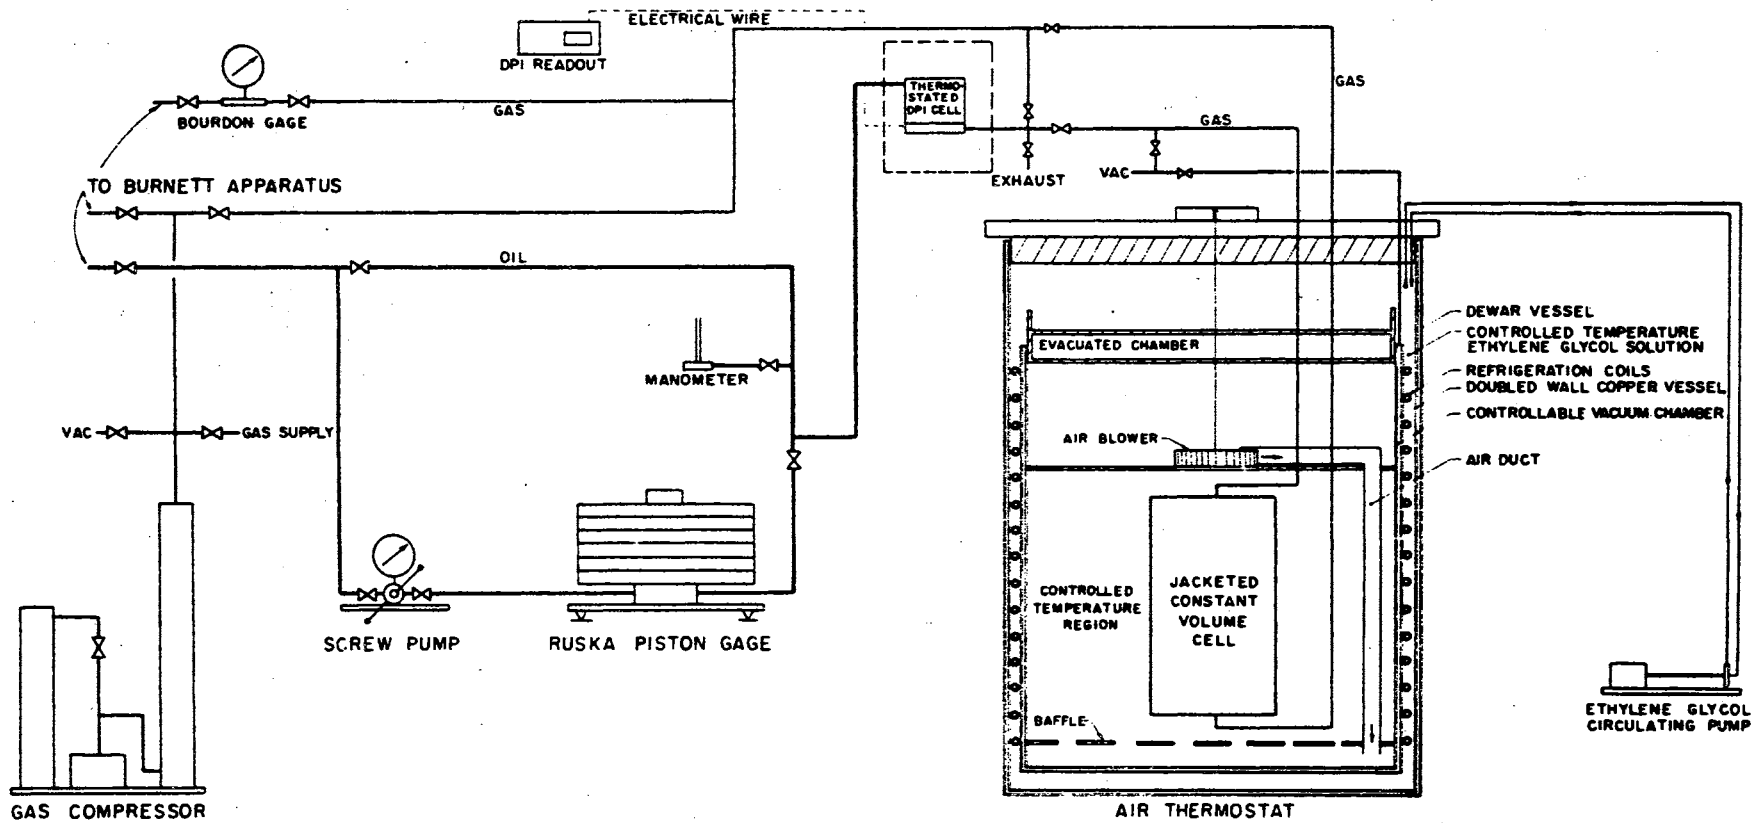 ELECTRICAL WIRE
DPI READOUT
BOURDON GAGE
GAS
THERMO-
STATED
DPI CELL
GAS
GAS
EXHAUST
VAC
TO BURNETT APPARATUS
OIL
MANOMETER
VAC
GAS SUPPLY
SCREW PUMP
RUSKA PISTON GAGE
GAS COMPRESSOR
EVACUATED CHAMBER
AIR BLOWER
CONTROLLED
TEMPERATURE
REGION
JACKETED
CONSTANT
VOLUME
CELL
BAFFLE
AIR THERMOSTAT
DEWAR VESSEL
CONTROLLED TEMPERATURE
ETHYLENE GLYCOL SOLUTION
REFRIGERATION COILS
DOUBLED WALL COPPER VESSEL
CONTROLLABLE VACUUM CHAMBER
AIR DUCT
ETHYLENE GLYCOL
CIRCULATING PUMP